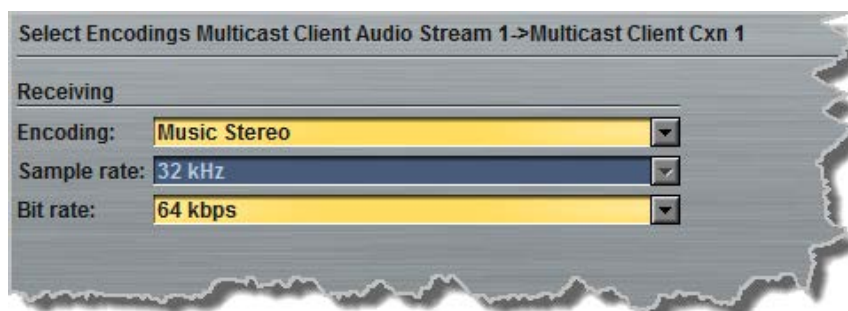 Select Encodings Multicast Client Audio Stream 1->Multicast Client Cxn 1
Receiving
Encoding: Music Stereo
Sample rate: 32 kHz
Bit rate: 64 kbps